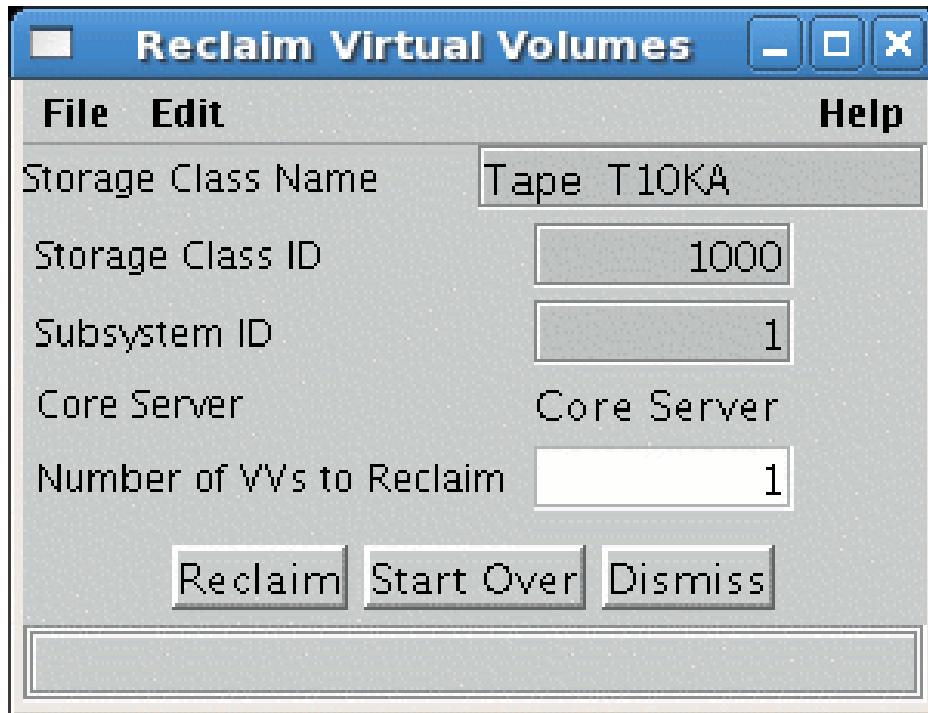 Reclaim Virtual Volumes
File Edit Help
Storage Class Name Tape T10KA
Storage Class ID 1000
Subsystem ID 1
Core Server Core Server
Number of VVs to Reclaim 1
Reclaim Start Over Dismiss